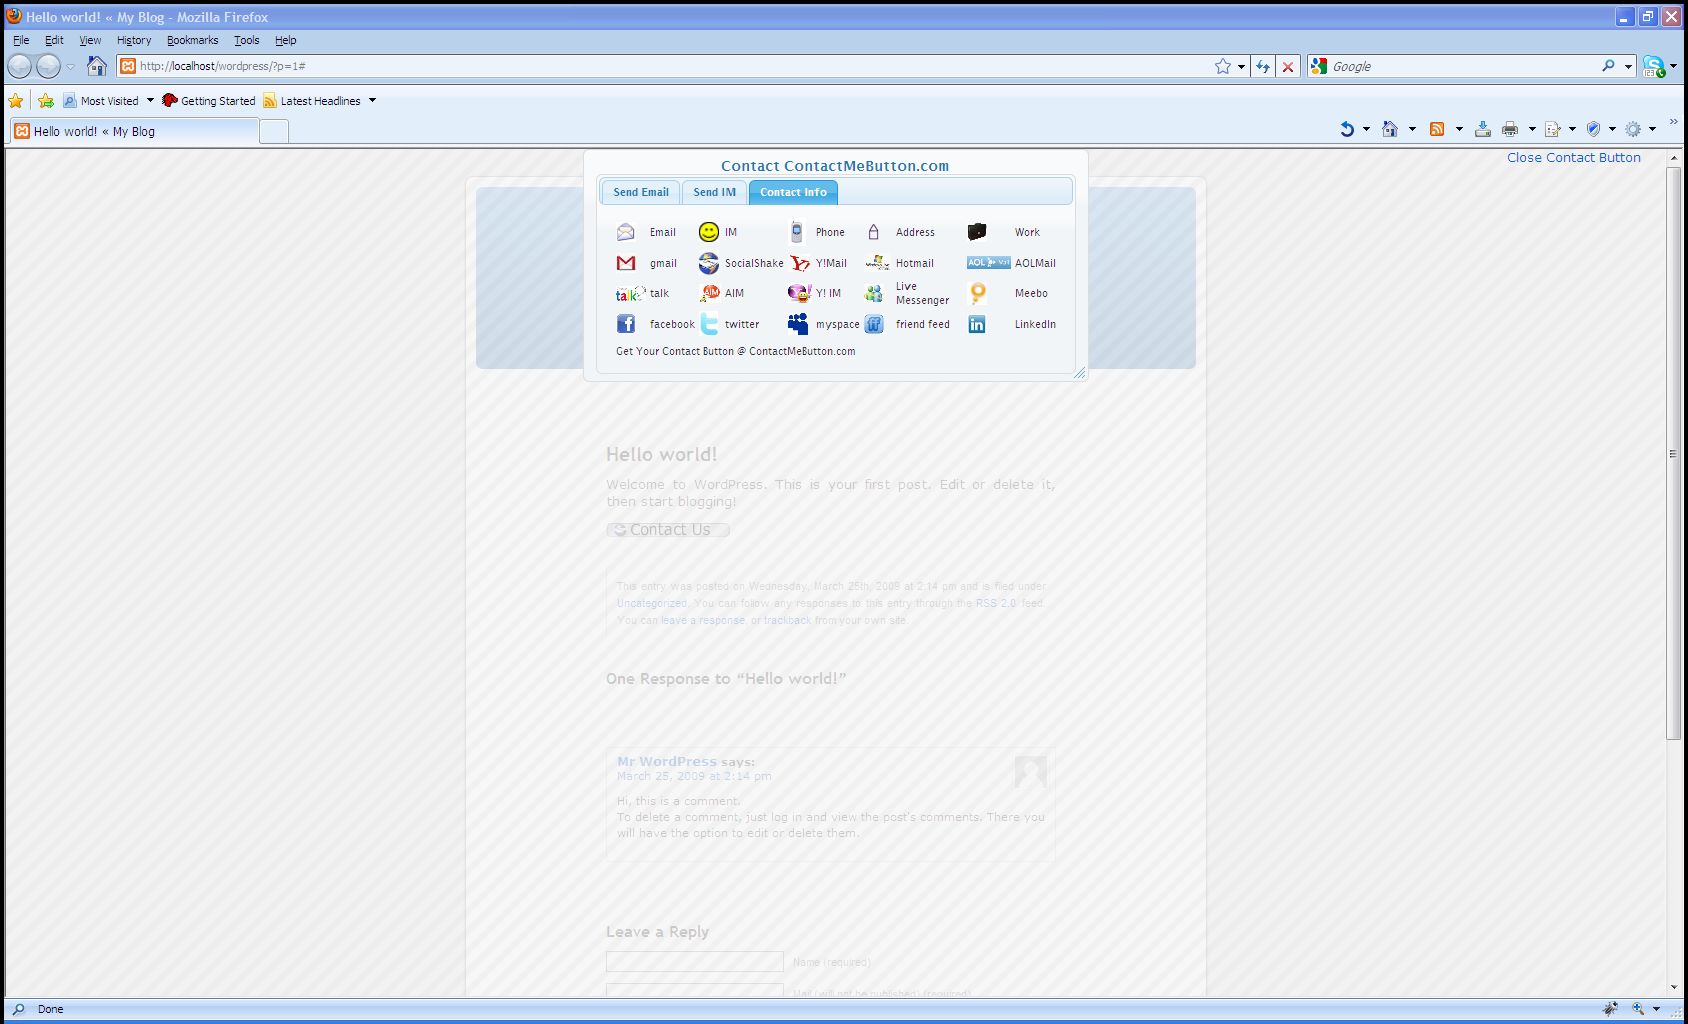 Hello world! « My Blog - Mozilla Firefox
File Edit View History Bookmarks Tools Help
http://localhost/wordpress/?p=1# Google
Most Visited Getting Started Latest Headlines
Hello world! « My Blog
Close Contact Button
Contact ContactMeButton.com
Send Email Send IM Contact Info
Email IM Phone Address Work
gmail SocialShake Y!Mail Hotmail AOLMail
talk AIM Y! IM Live Messenger Meebo
facebook twitter myspace friend feed LinkedIn
Get Your Contact Button @ ContactMeButton.com
Hello world!
Welcome to WordPress. This is your first post. Edit or delete it,
then start blogging!
Contact Us
This entry was posted on Wednesday, March 25th, 2009 at 2:14 pm and is filed under
Uncategorized. You can follow any responses to this entry through the RSS 2.0 feed.
You can leave a response, or trackback from your own site.
One Response to “Hello world!”
Mr WordPress says:
March 25, 2009 at 2:14 pm
Hi, this is a comment.
To delete a comment, just log in and view the post's comments. There you
will have the option to edit or delete them.
Leave a Reply
Name (required)
Mail (will not be published) (required)
Done